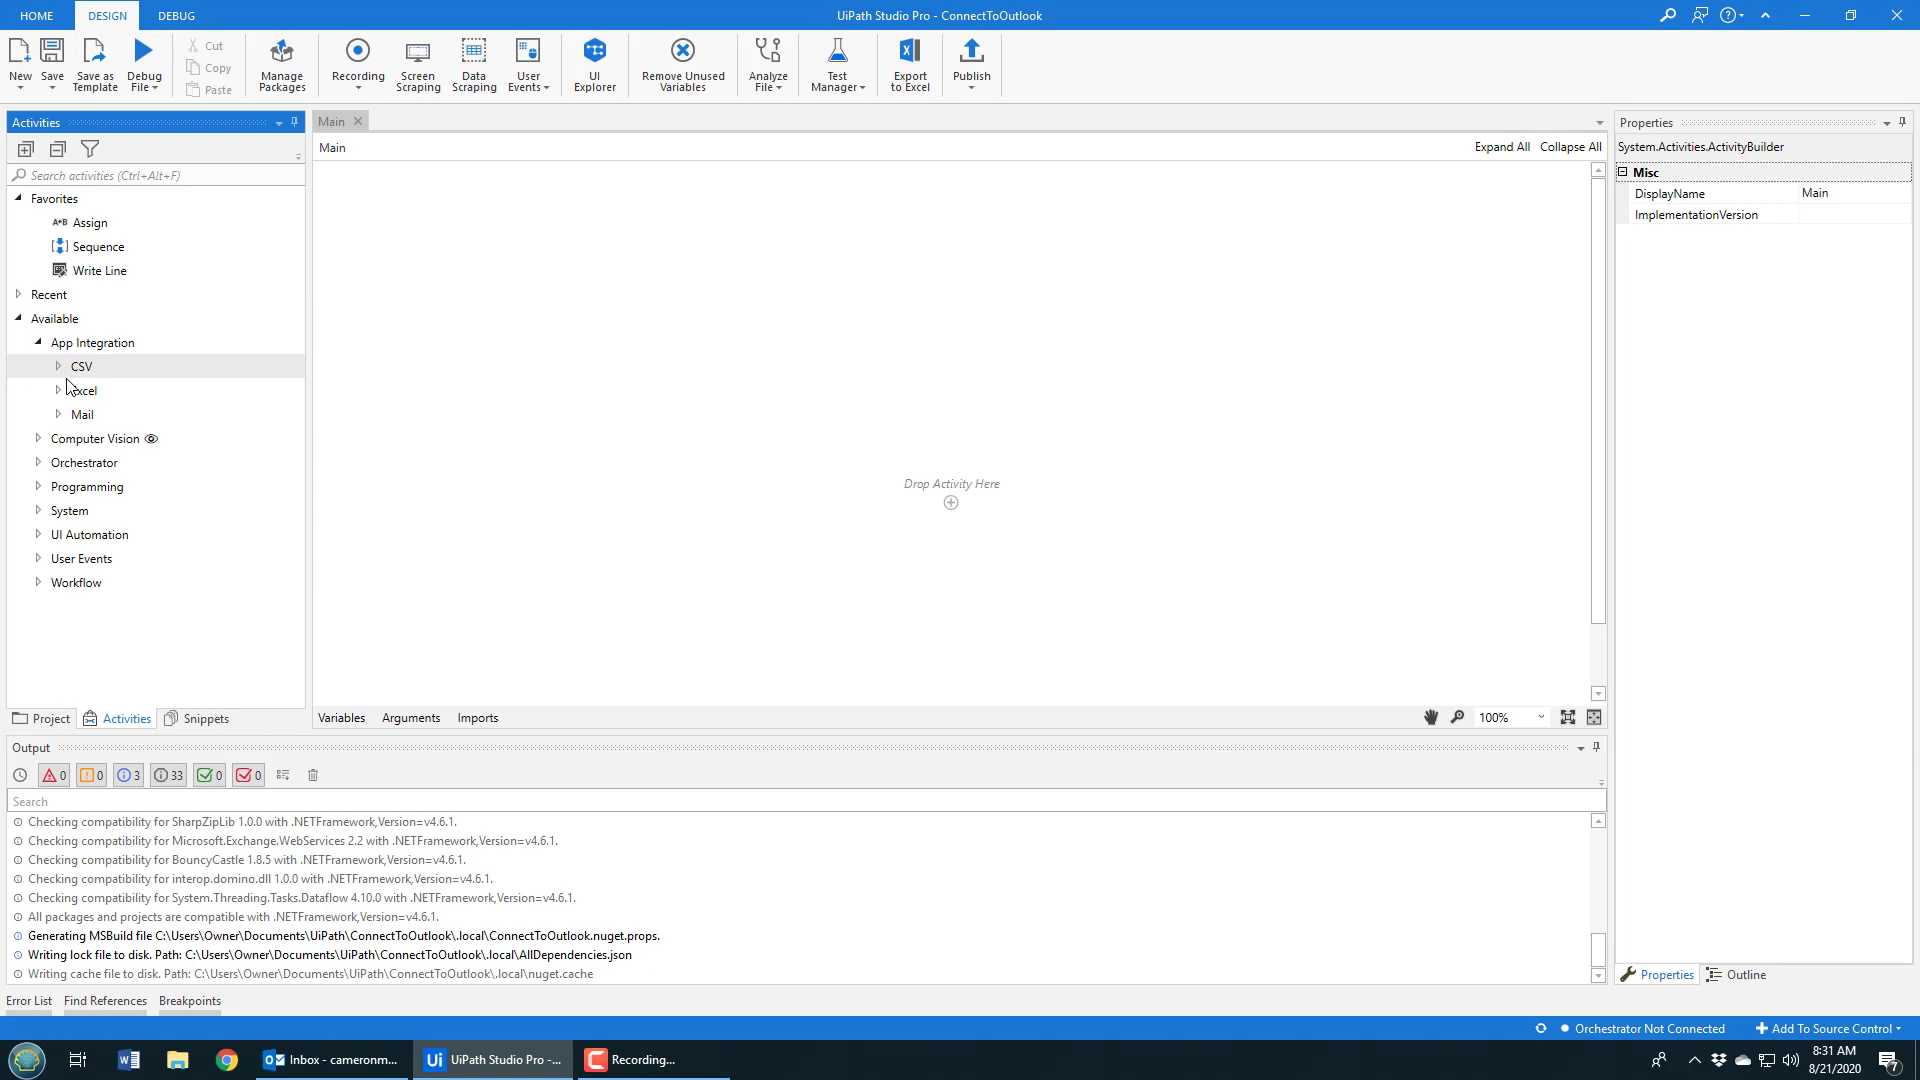 HOME DESIGN DEBUG
UiPath Studio Pro - ConnectToOutlook
New
Save
Save as Template
Debug File
Cut
Copy
Paste
Manage Packages
Recording
Screen Scraping
Data Scraping
User Events
UI Explorer
Remove Unused Variables
Analyze File
Test Manager
Export to Excel
Publish
Activities
Search activities (Ctrl+Alt+F)
Favorites
A+B Assign
Sequence
Write Line
Recent
Available
App Integration
CSV
Excel
Mail
Computer Vision
Orchestrator
Programming
System
UI Automation
User Events
Workflow
Project Activities Snippets
Main
Main
Expand All Collapse All
Drop Activity Here
Variables Arguments Imports
100%
Properties
System.Activities.ActivityBuilder
Misc
DisplayName Main
ImplementationVersion
Properties Outline
Output
0 0 3 33 0 0
Search
Checking compatibility for SharpZipLib 1.0.0 with .NETFramework,Version=v4.6.1.
Checking compatibility for Microsoft.Exchange.WebServices 2.2 with .NETFramework,Version=v4.6.1.
Checking compatibility for BouncyCastle 1.8.5 with .NETFramework,Version=v4.6.1.
Checking compatibility for interop.domino.dll 1.0.0 with .NETFramework,Version=v4.6.1.
Checking compatibility for System.Threading.Tasks.Dataflow 4.10.0 with .NETFramework,Version=v4.6.1.
All packages and projects are compatible with .NETFramework,Version=v4.6.1.
Generating MSBuild file C:\Users\Owner\Documents\UiPath\ConnectToOutlook\.local\ConnectToOutlook.nuget.props.
Writing lock file to disk. Path: C:\Users\Owner\Documents\UiPath\ConnectToOutlook\.local\AllDependencies.json
Writing cache file to disk. Path: C:\Users\Owner\Documents\UiPath\ConnectToOutlook\.local\nuget.cache
Error List Find References Breakpoints
Orchestrator Not Connected
Add To Source Control
Inbox - cameronm...
Ui UiPath Studio Pro -...
Recording...
8:31 AM
8/21/2020
7